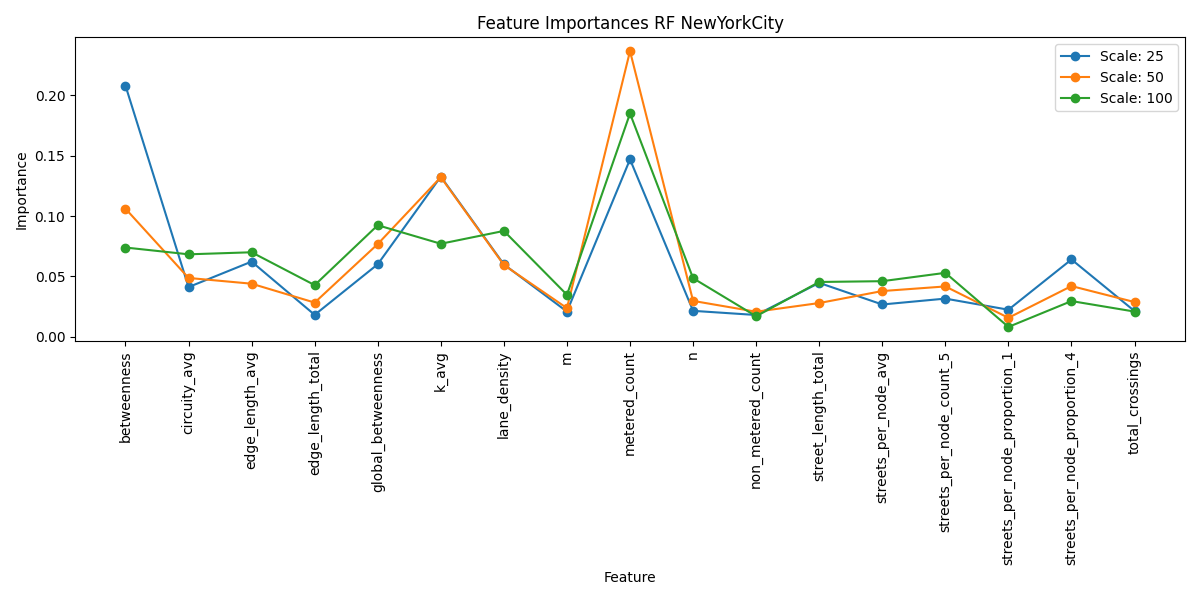 Feature Importances RF NewYorkCity
Scale: 25
Scale: 50
Scale: 100
Importance
0.20
0.15
0.10
0.05
0.00
betweenness
circuity_avg
edge_length_avg
edge_length_total
global_betweenness
k_avg
lane_density
m
metered_count
n
non_metered_count
street_length_total
streets_per_node_avg
streets_per_node_count_5
streets_per_node_proportion_1
streets_per_node_proportion_4
total_crossings
Feature